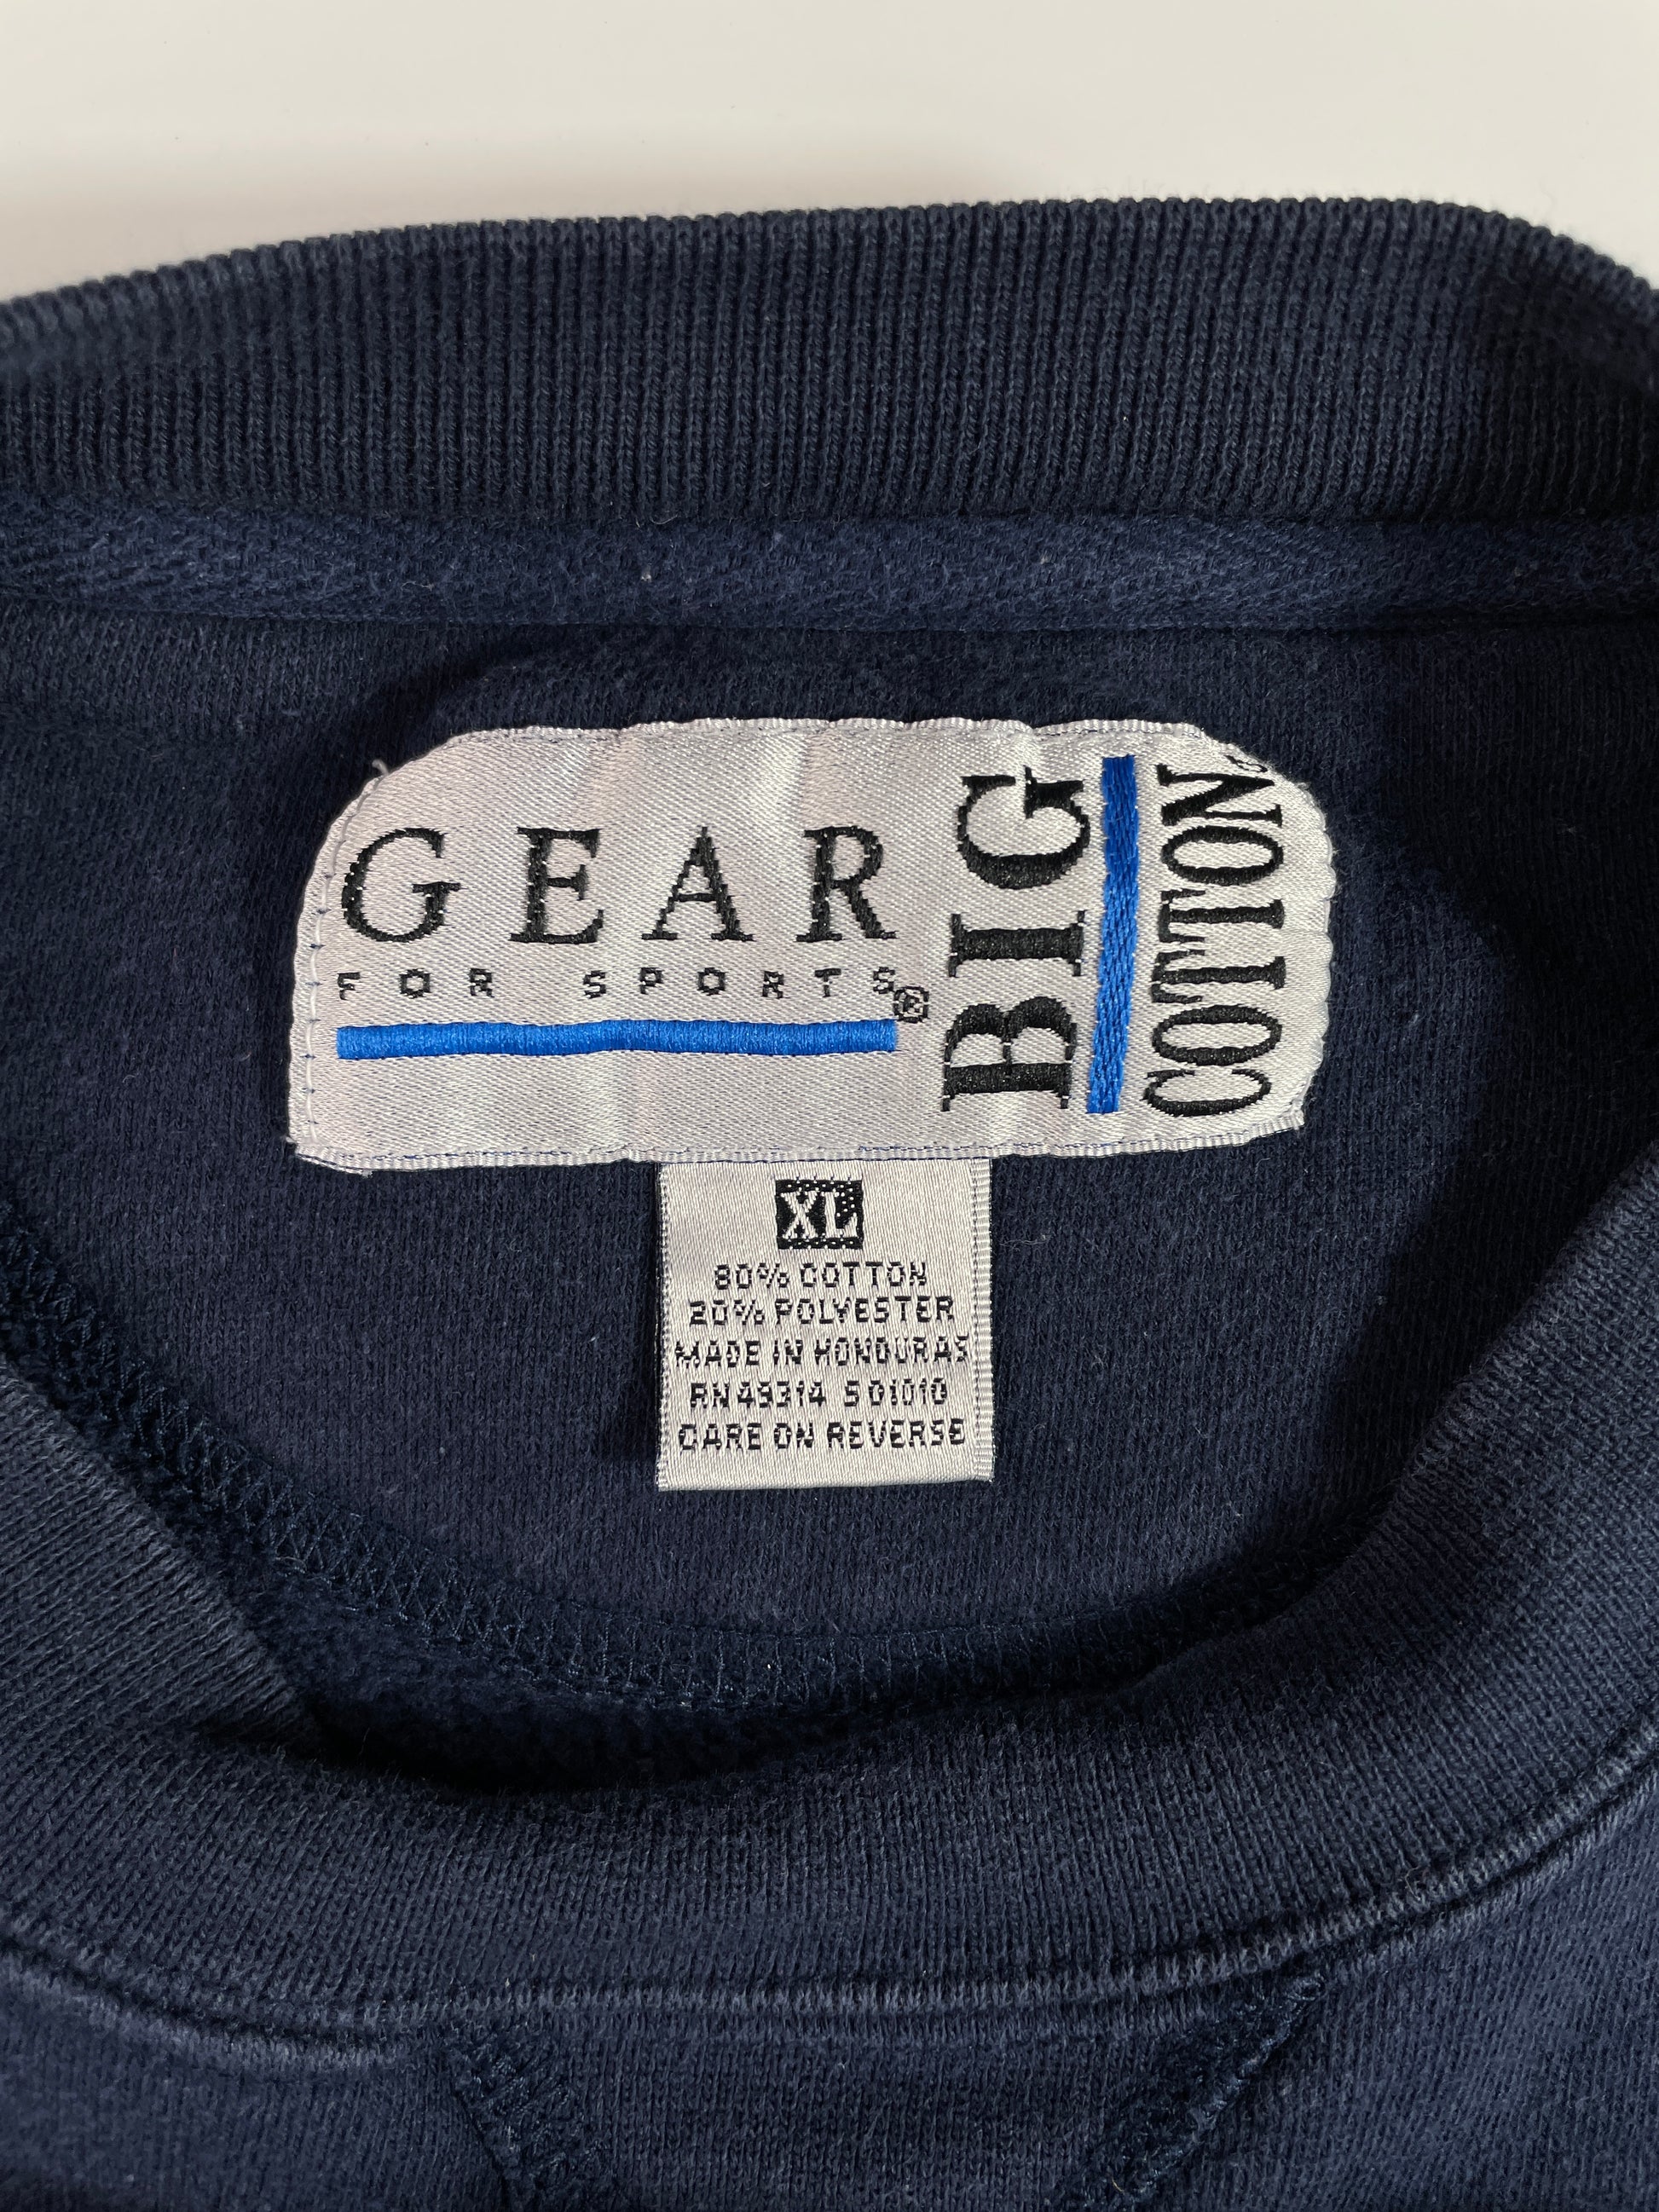 GEAR
FOR SPORTS®
BIG
COTTON
XL
80% COTTON
20% POLYESTER
MADE IN HONDURAS
RN 49314 S01010
CARE ON REVERSE